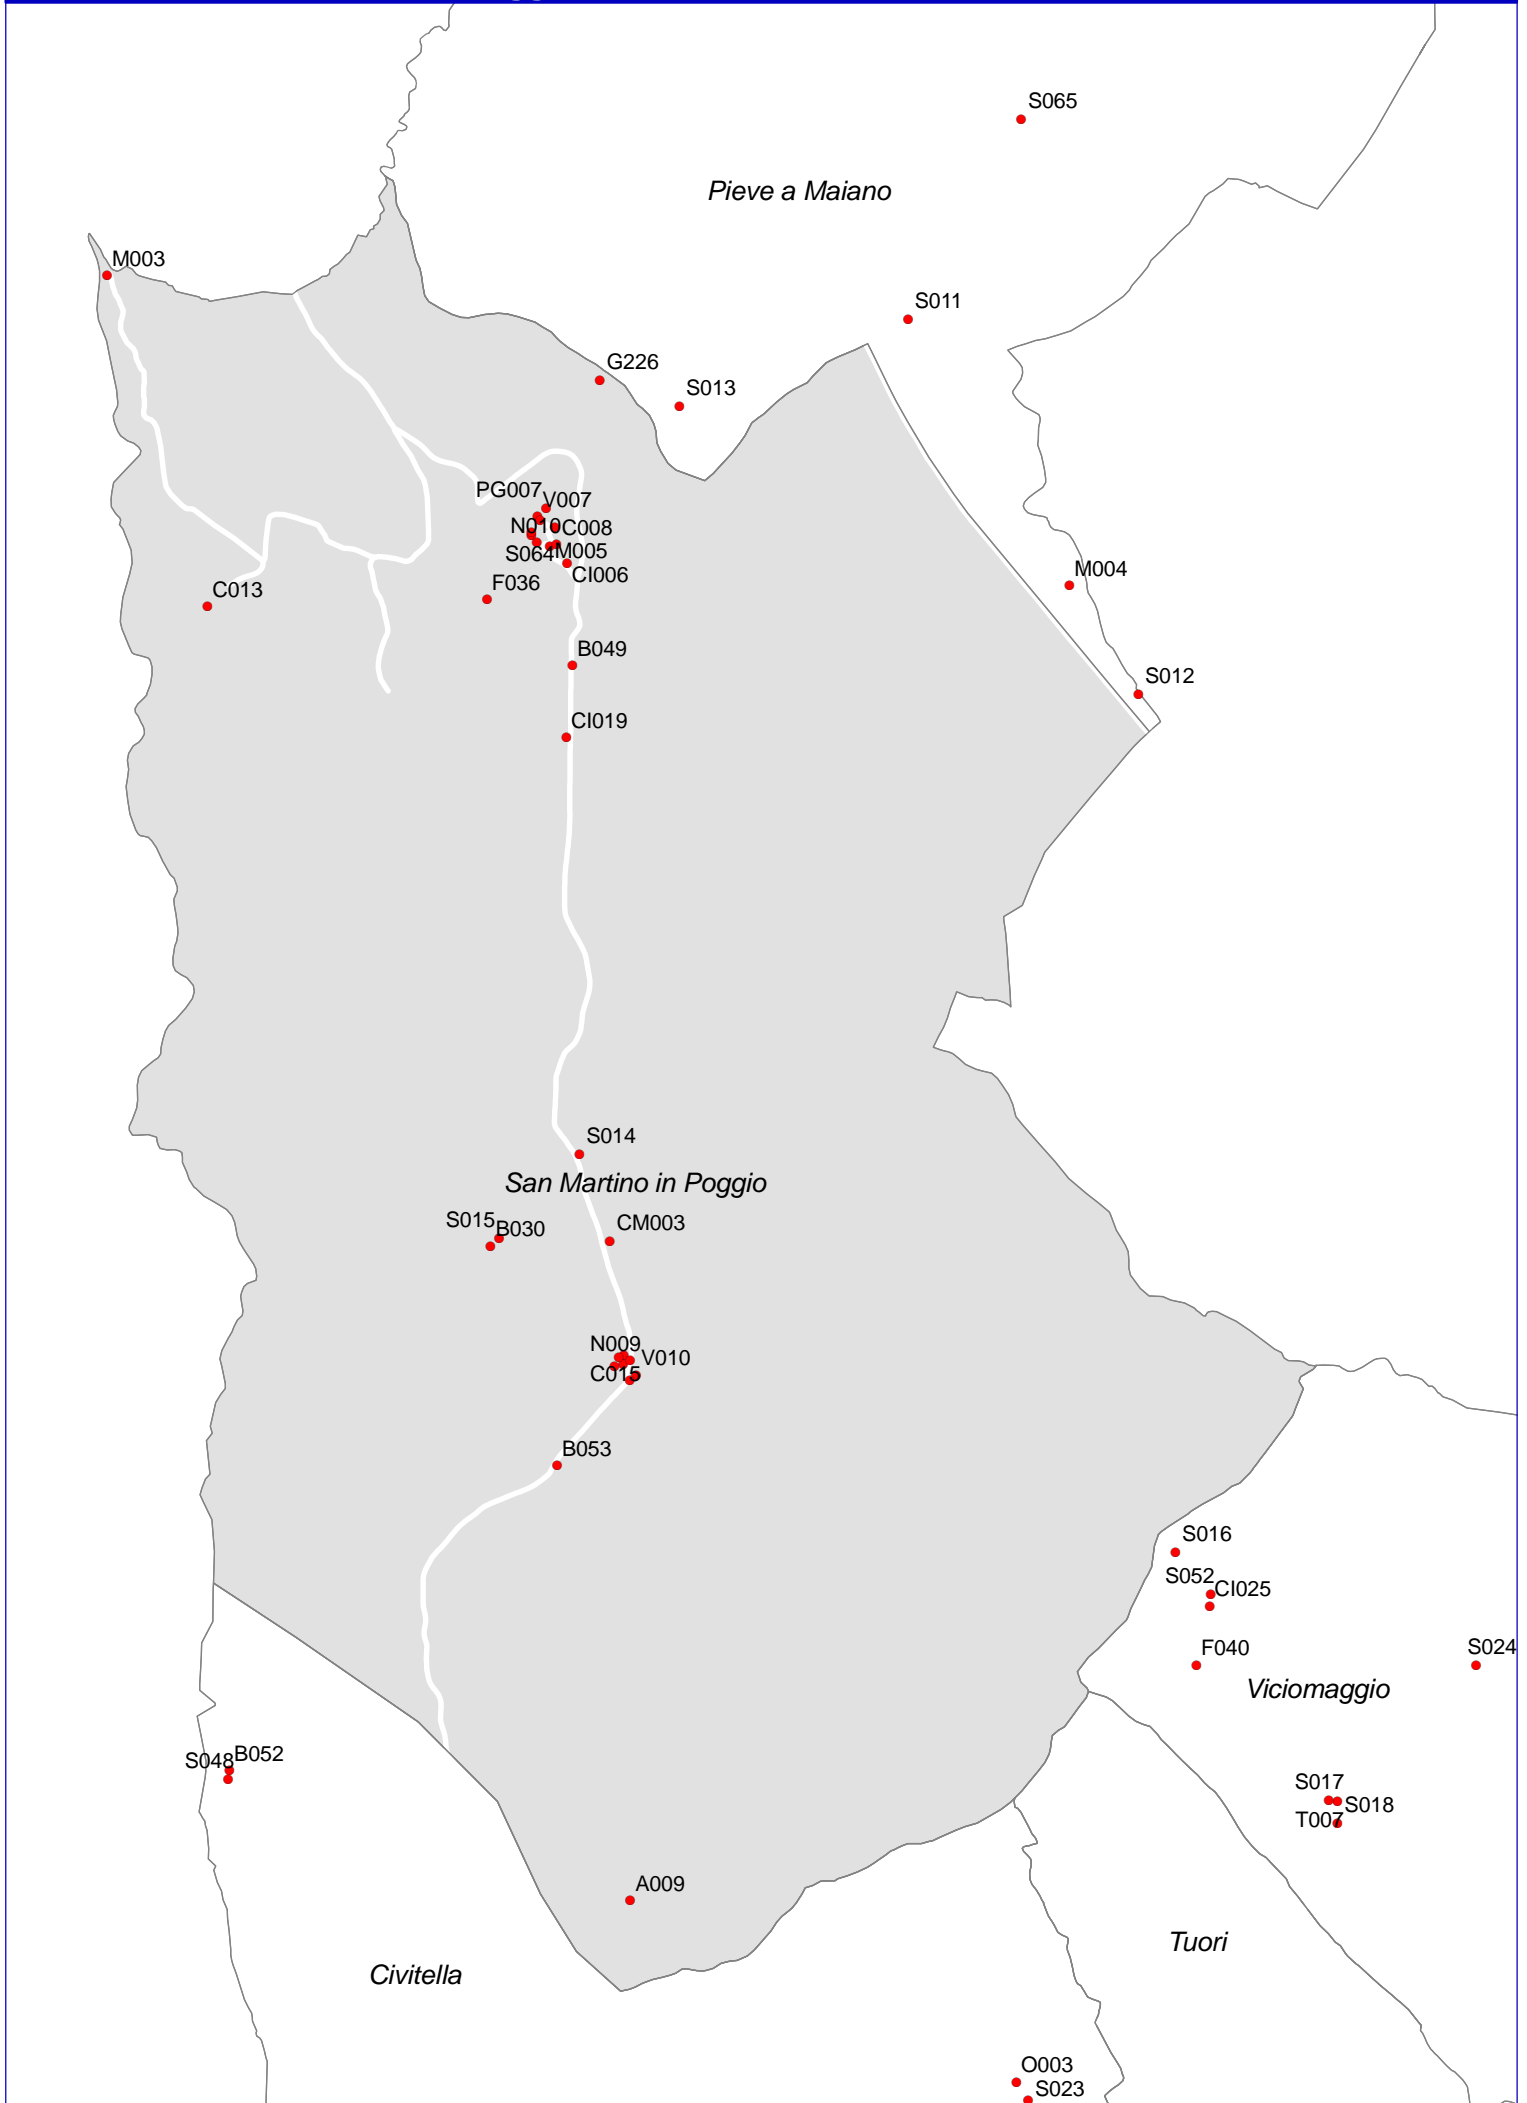 S065
Pieve a Maiano
M003
S011
G226
S013
PG007
V007
N010
C008
S064
M005
CI006
M004
F036
C013
B049
S012
CI019
S014
San Martino in Poggio
S015
B030
CM003
N009
V010
C015
B053
S016
S052
CI025
F040
S024
Viciomaggio
S048
B052
S017
S018
T007
A009
Tuori
Civitella
O003
S023